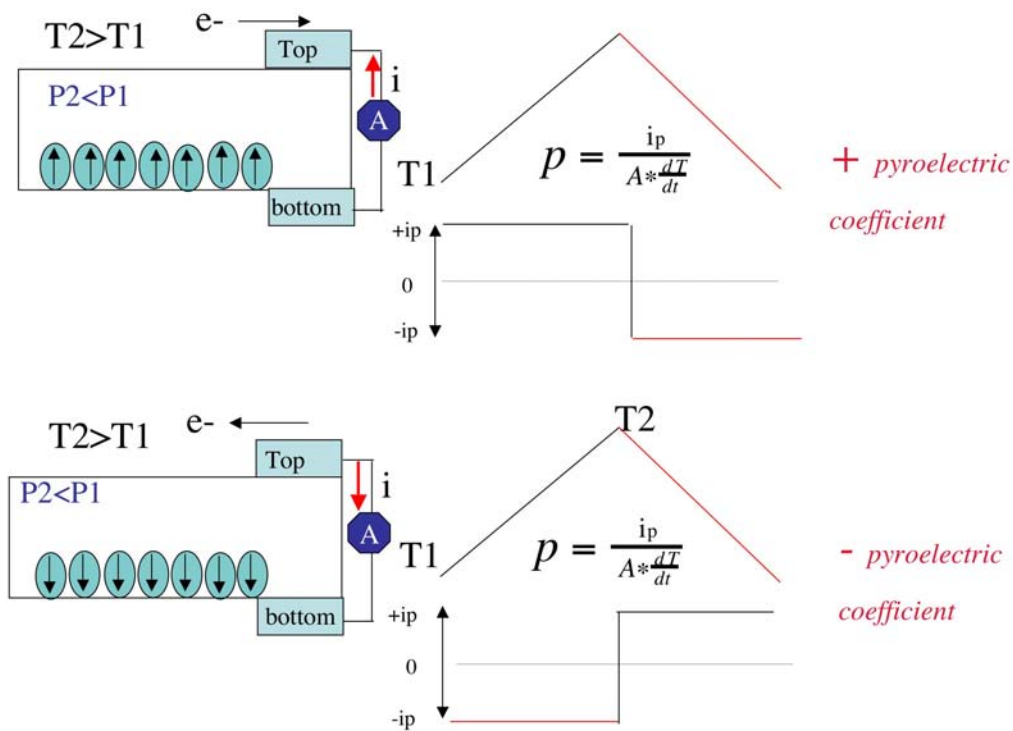 T2>T1
e-
Top
P2<P1
i
A
bottom
T1
p = ip / A*dT/dt
+ pyroelectric
coefficient
+ip
0
-ip
T2>T1
e-
Top
P2<P1
i
A
bottom
T2
T1
p = ip / A*dT/dt
- pyroelectric
coefficient
+ip
0
-ip